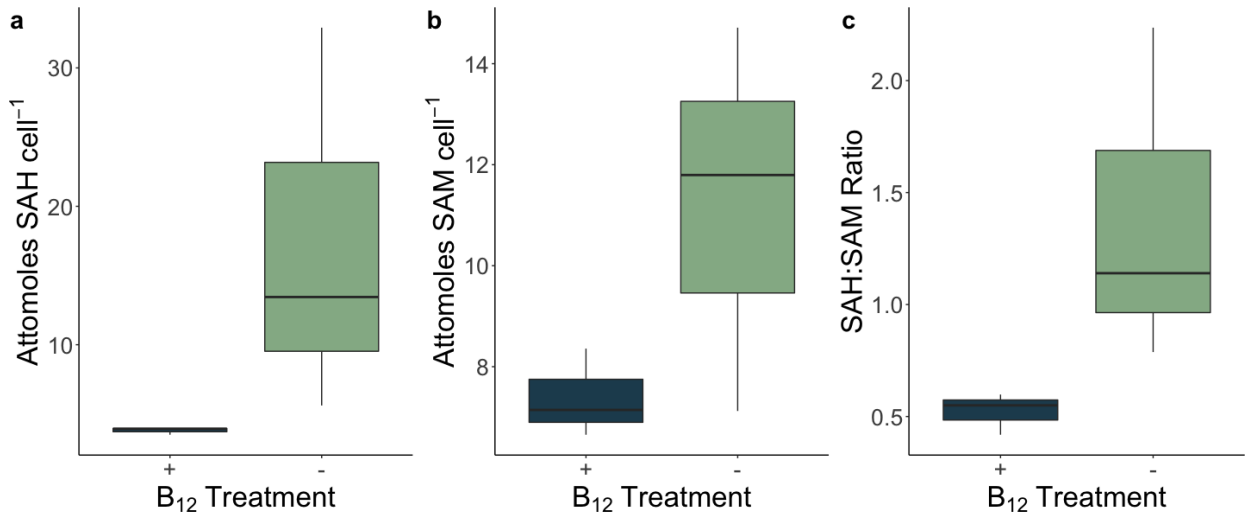 a
Attomoles SAH cell⁻¹
30
20
10
+
-
B₁₂ Treatment
b
Attomoles SAM cell⁻¹
14
12
10
8
+
-
B₁₂ Treatment
c
SAH:SAM Ratio
2.0
1.5
1.0
0.5
+
-
B₁₂ Treatment